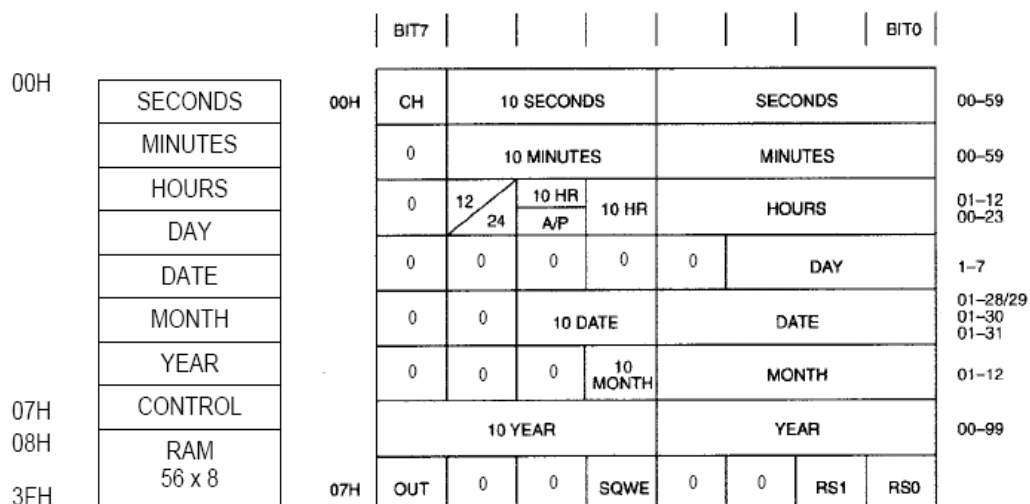 BIT7 BIT0
00H
SECONDS
MINUTES
HOURS
DAY
DATE
MONTH
YEAR
07H CONTROL
08H RAM
56 x 8
3FH
00H CH 10 SECONDS SECONDS 00–59
0 10 MINUTES MINUTES 00–59
0 12 / 24 10 HR A/P 10 HR HOURS 01–12
00–23
0 0 0 0 0 DAY 1–7
0 0 10 DATE DATE 01–28/29
01–30
01–31
0 0 0 10 MONTH MONTH 01–12
10 YEAR YEAR 00–99
07H OUT 0 0 SQWE 0 0 RS1 RS0